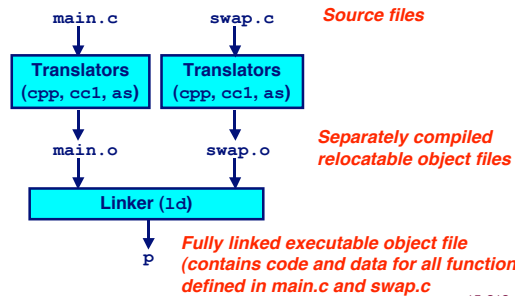 main.c swap.c Source files
Translators Translators
(cpp, cc1, as) (cpp, cc1, as)
main.o swap.o
Separately compiled
relocatable object files
Linker (ld)
p
Fully linked executable object file
(contains code and data for all function
defined in main.c and swap.c